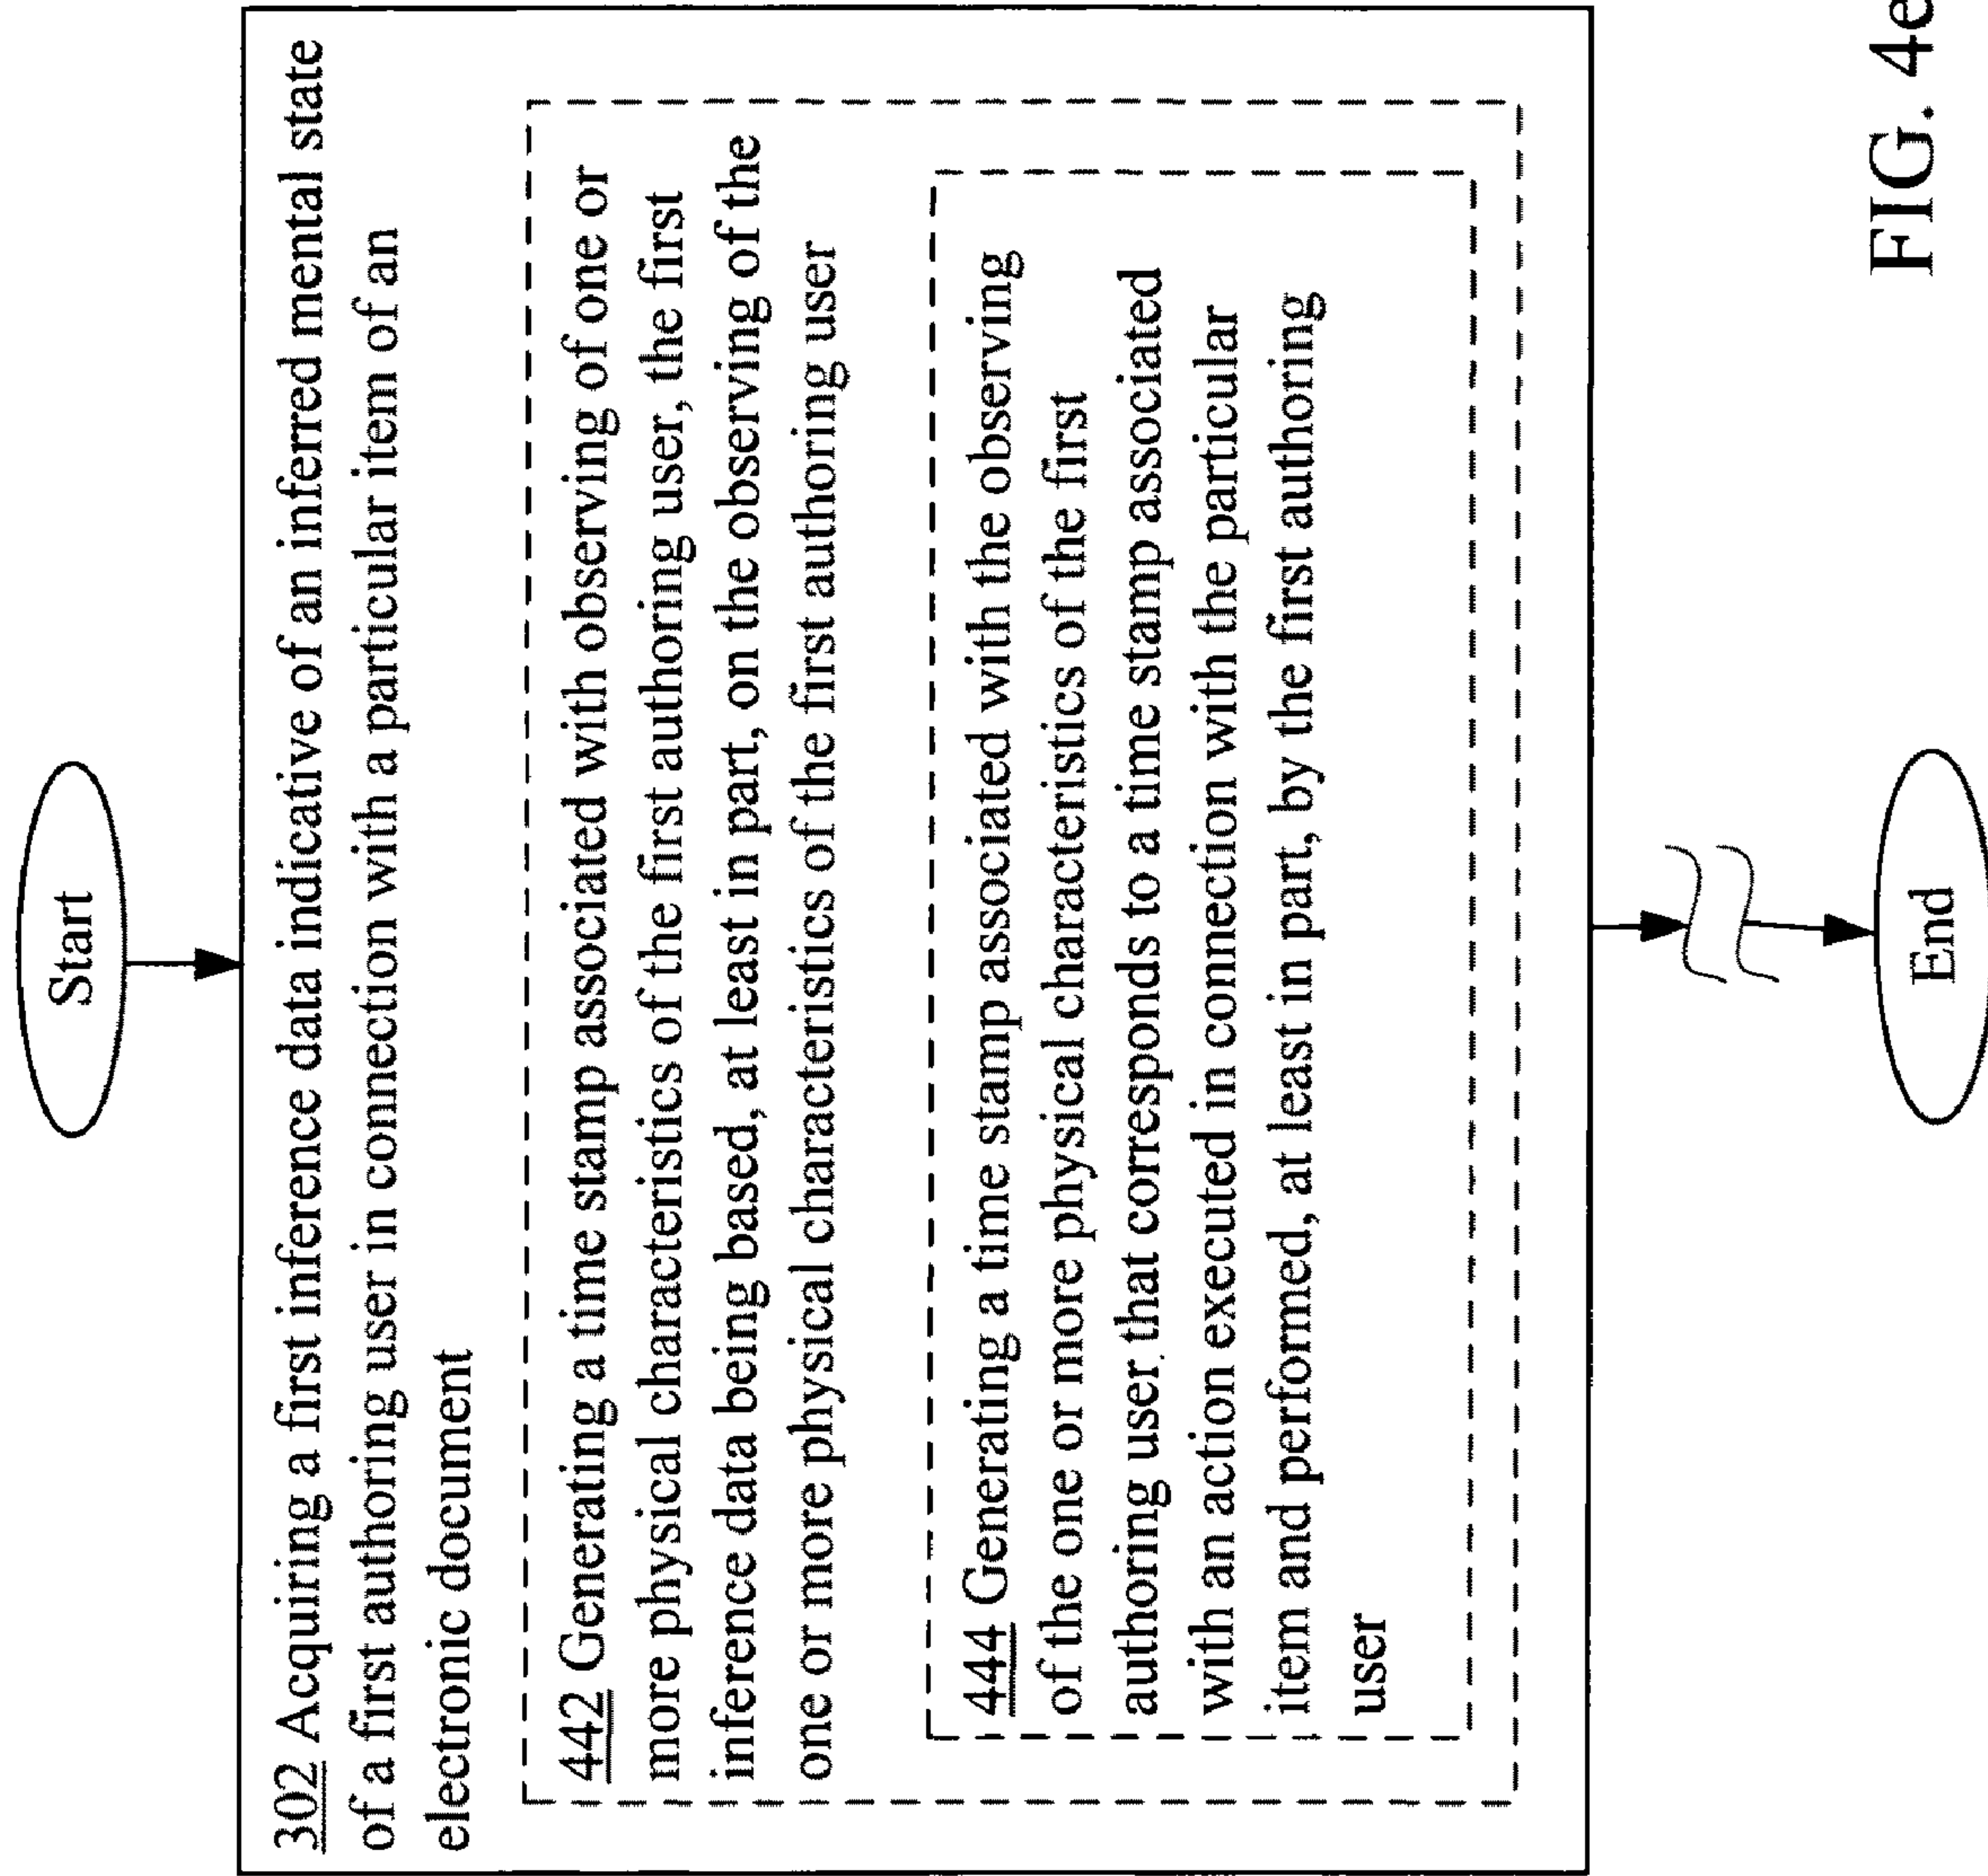 Start
302 Acquiring a first inference data indicative of an inferred mental state
of a first authoring user in connection with a particular item of an
electronic document
442 Generating a time stamp associated with observing of one or
more physical characteristics of the first authoring user, the first
inference data being based, at least in part, on the observing of the
one or more physical characteristics of the first authoring user
444 Generating a time stamp associated with the observing
of the one or more physical characteristics of the first
authoring user that corresponds to a time stamp associated
with an action executed in connection with the particular
item and performed, at least in part, by the first authoring
user
End
FIG. 4e